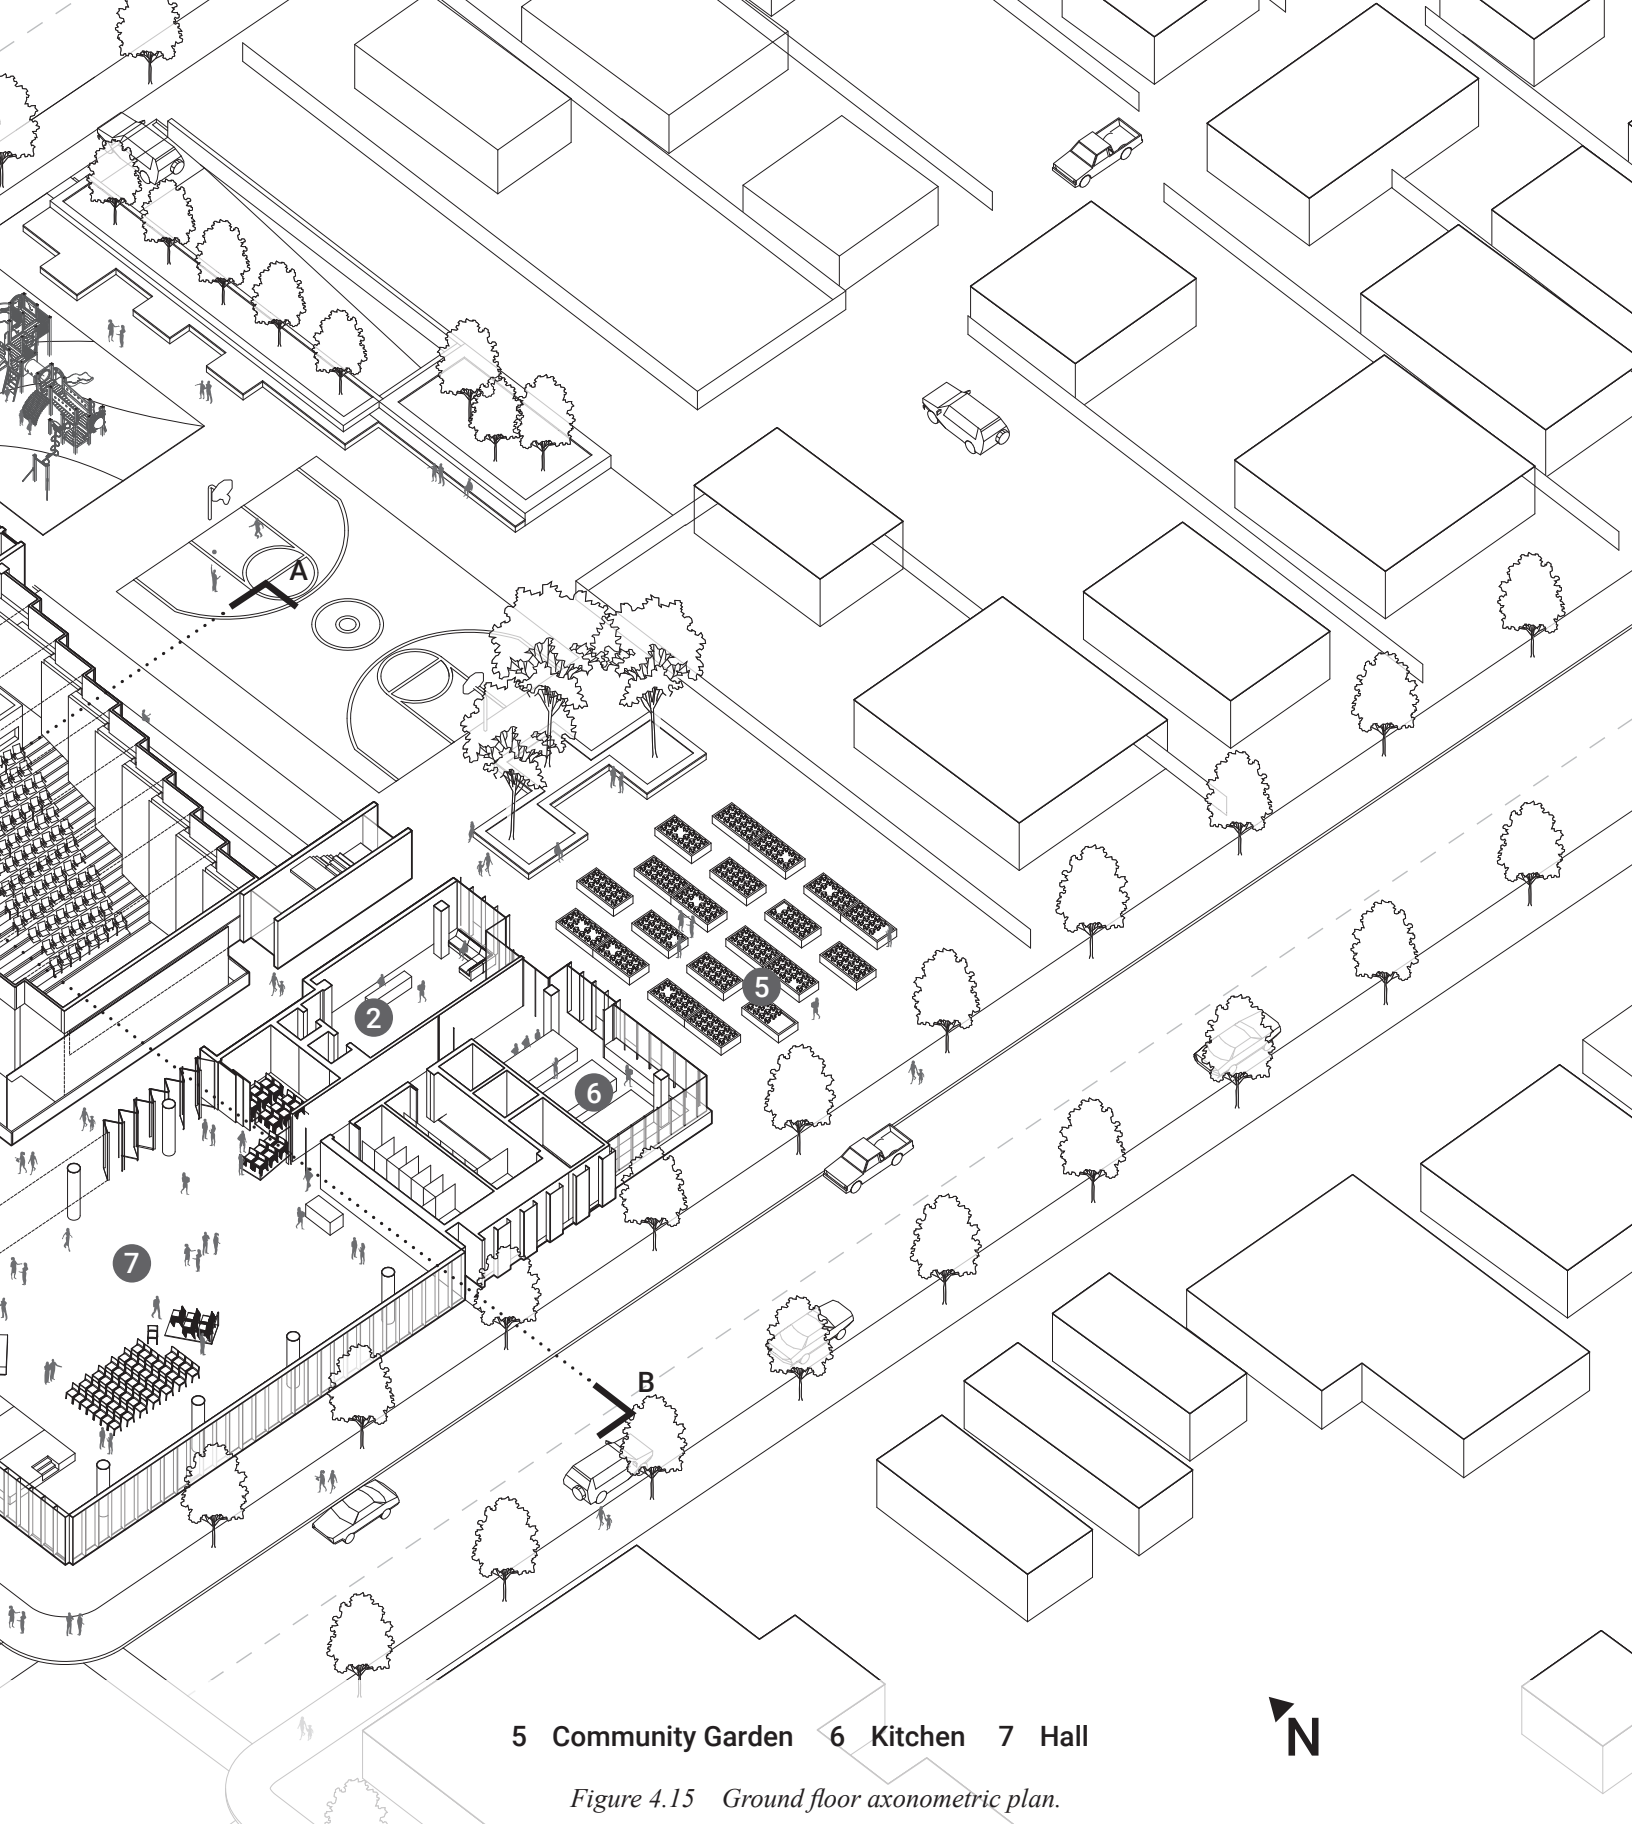 A
2
5
6
7
B
5 Community Garden 6 Kitchen 7 Hall
N
Figure 4.15 Ground floor axonometric plan.